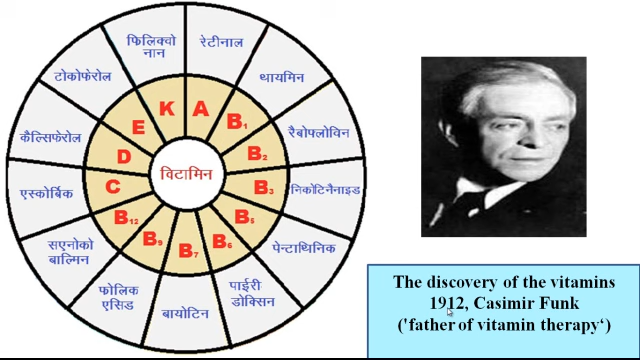 रेटीनाल
थायमिन
रैबोफ्लोविन
निकोटिनैनाइड
पेन्टाथिनिक
पाईरी
डोक्सिन
बायोटिन
फोलिक
एसिड
सएनोको
बाल्मिन
एस्कोर्बिक
कैल्सिफेरोल
टोकोफेरोल
फिलिक्वो
नान
A
B₁
B₂
B₃
B₅
B₆
B₇
B₉
B₁₂
C
D
E
K
विटामिन
The discovery of the vitamins
1912, Casimir Funk
('father of vitamin therapy‘)